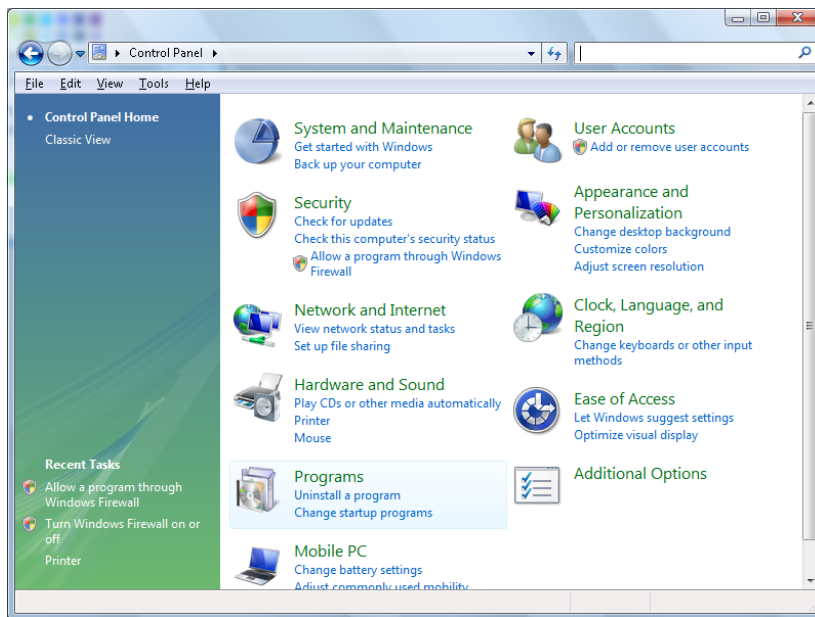 Control Panel
File Edit View Tools Help
Control Panel Home
Classic View
System and Maintenance
Get started with Windows
Back up your computer
Security
Check for updates
Check this computer's security status
Allow a program through Windows
Firewall
Network and Internet
View network status and tasks
Set up file sharing
Hardware and Sound
Play CDs or other media automatically
Printer
Mouse
Programs
Uninstall a program
Change startup programs
Mobile PC
Change battery settings
Adjust commonly used mobility
User Accounts
Add or remove user accounts
Appearance and
Personalization
Change desktop background
Customize colors
Adjust screen resolution
Clock, Language, and
Region
Change keyboards or other input
methods
Ease of Access
Let Windows suggest settings
Optimize visual display
Additional Options
Recent Tasks
Allow a program through
Windows Firewall
Turn Windows Firewall on or
off
Printer